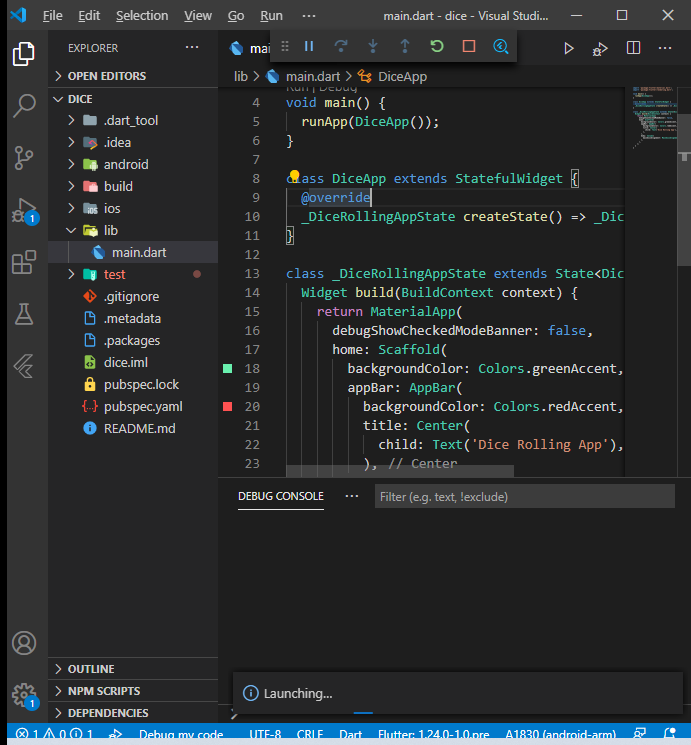 File Edit Selection View Go Run ··· main.dart - dice - Visual Studi...
EXPLORER ···
OPEN EDITORS
DICE
.dart_tool
.idea
android
build
ios
lib
main.dart
test
.gitignore
.metadata
.packages
dice.iml
pubspec.lock
pubspec.yaml
README.md
OUTLINE
NPM SCRIPTS
DEPENDENCIES
1
1
lib > main.dart > DiceApp
Run | Debug
4 void main() {
5 runApp(DiceApp());
6 }
7
8 class DiceApp extends StatefulWidget {
9 @override
10 _DiceRollingAppState createState() => _Dic
11 }
12
13 class _DiceRollingAppState extends State<Dic
14 Widget build(BuildContext context) {
15 return MaterialApp(
16 debugShowCheckedModeBanner: false,
17 home: Scaffold(
18 backgroundColor: Colors.greenAccent,
19 appBar: AppBar(
20 backgroundColor: Colors.redAccent,
21 title: Center(
22 child: Text('Dice Rolling App'),
23 ), // Center
DEBUG CONSOLE ··· Filter (e.g. text, !exclude)
Launching...
1 0 1 Debug my code UTF-8 CRLF Dart Flutter: 1.24.0-1.0.pre A1830 (android-arm)